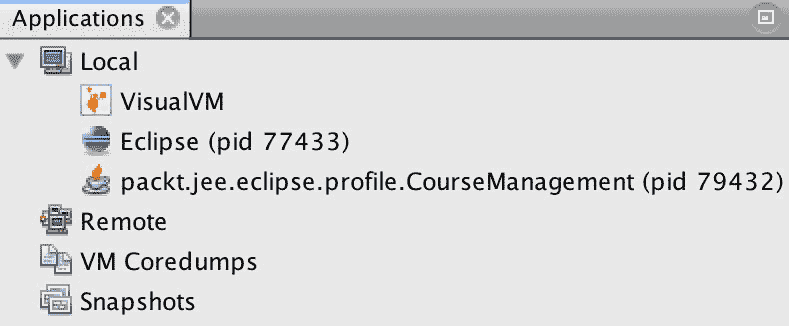 Applications
Local
VisualVM
Eclipse (pid 77433)
packt.jee.eclipse.profile.CourseManagement (pid 79432)
Remote
VM Coredumps
Snapshots